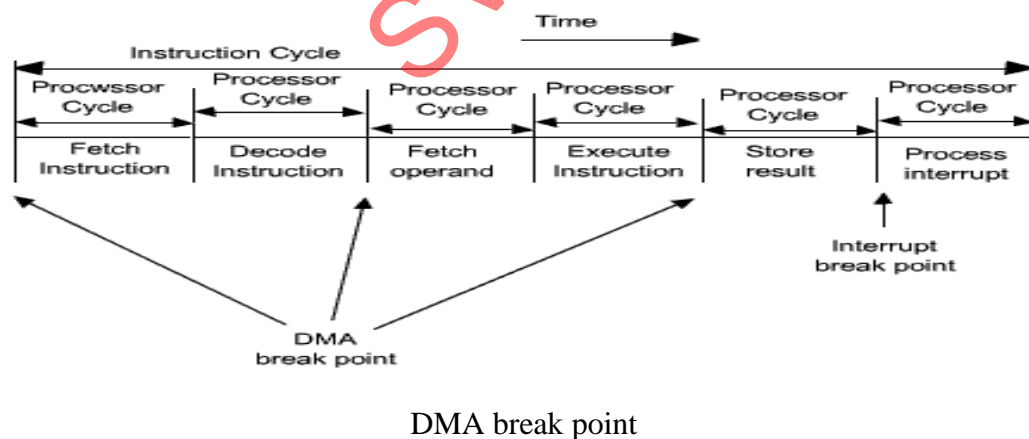 Time
Instruction Cycle
Procwssor
Cycle
Processor
Cycle
Processor
Cycle
Processor
Cycle
Processor
Cycle
Processor
Cycle
Fetch
Instruction
Decode
Instruction
Fetch
operand
Execute
Instruction
Store
result
Process
interrupt
Interrupt
break point
DMA
break point
DMA break point